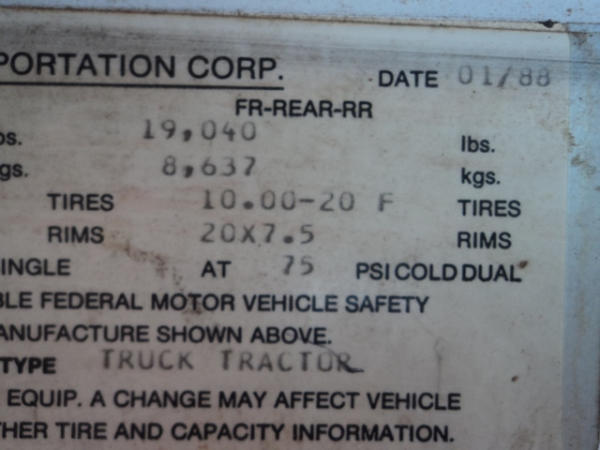 PORTATION CORP. DATE 01/88
FR-REAR-RR
bs. 19,040 lbs.
gs. 8,637 kgs.
TIRES 10.00-20 F TIRES
RIMS 20X7.5 RIMS
INGLE AT 75 PSI COLD DUAL
BLE FEDERAL MOTOR VEHICLE SAFETY
ANUFACTURE SHOWN ABOVE.
TYPE TRUCK TRACTOR
EQUIP. A CHANGE MAY AFFECT VEHICLE
THER TIRE AND CAPACITY INFORMATION.